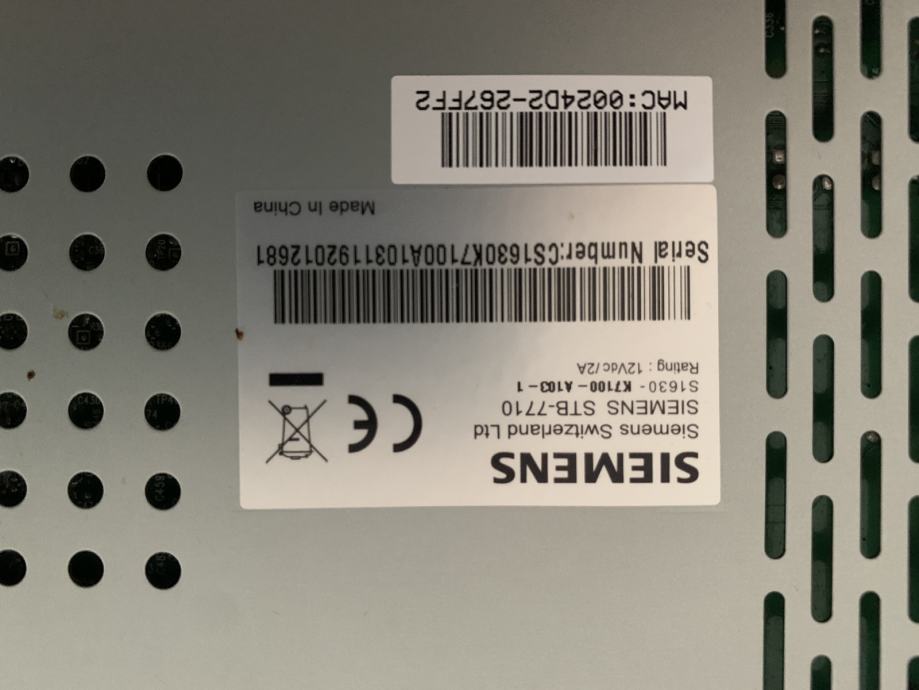 SIEMENS
Siemens Switzerland Ltd
SIEMENS STB-7710
S1630 - K7100-A103-1
Rating : 12Vdc/2A
CE
Serial Number:CS1630K7100A1031192012681
Made In China
MAC:0024D2-267FF2